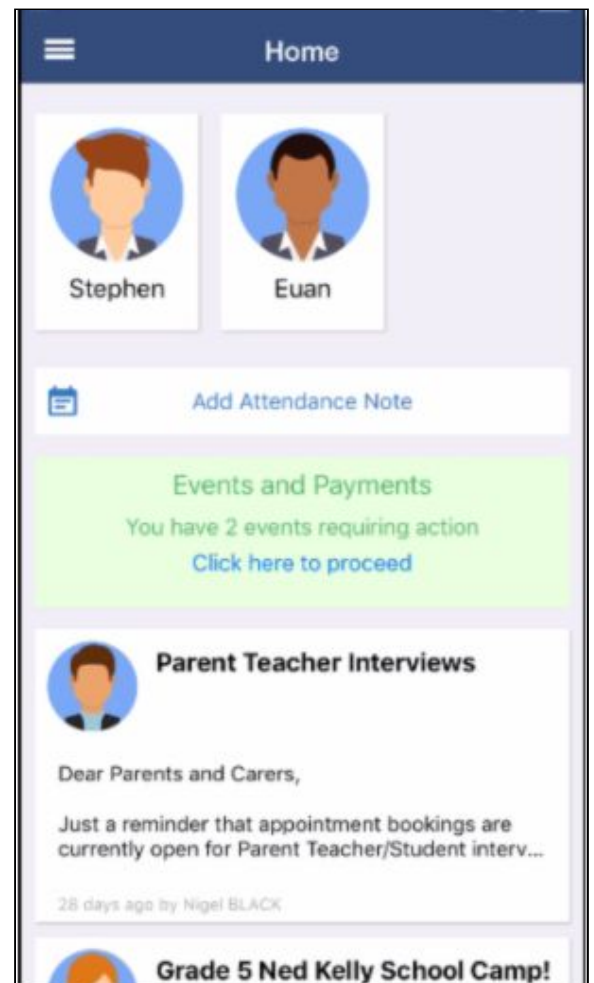 Home
Stephen
Euan
Add Attendance Note
Events and Payments
You have 2 events requiring action
Click here to proceed
Parent Teacher Interviews
Dear Parents and Carers,
Just a reminder that appointment bookings are
currently open for Parent Teacher/Student interv...
28 days ago by Nigel BLACK
Grade 5 Ned Kelly School Camp!